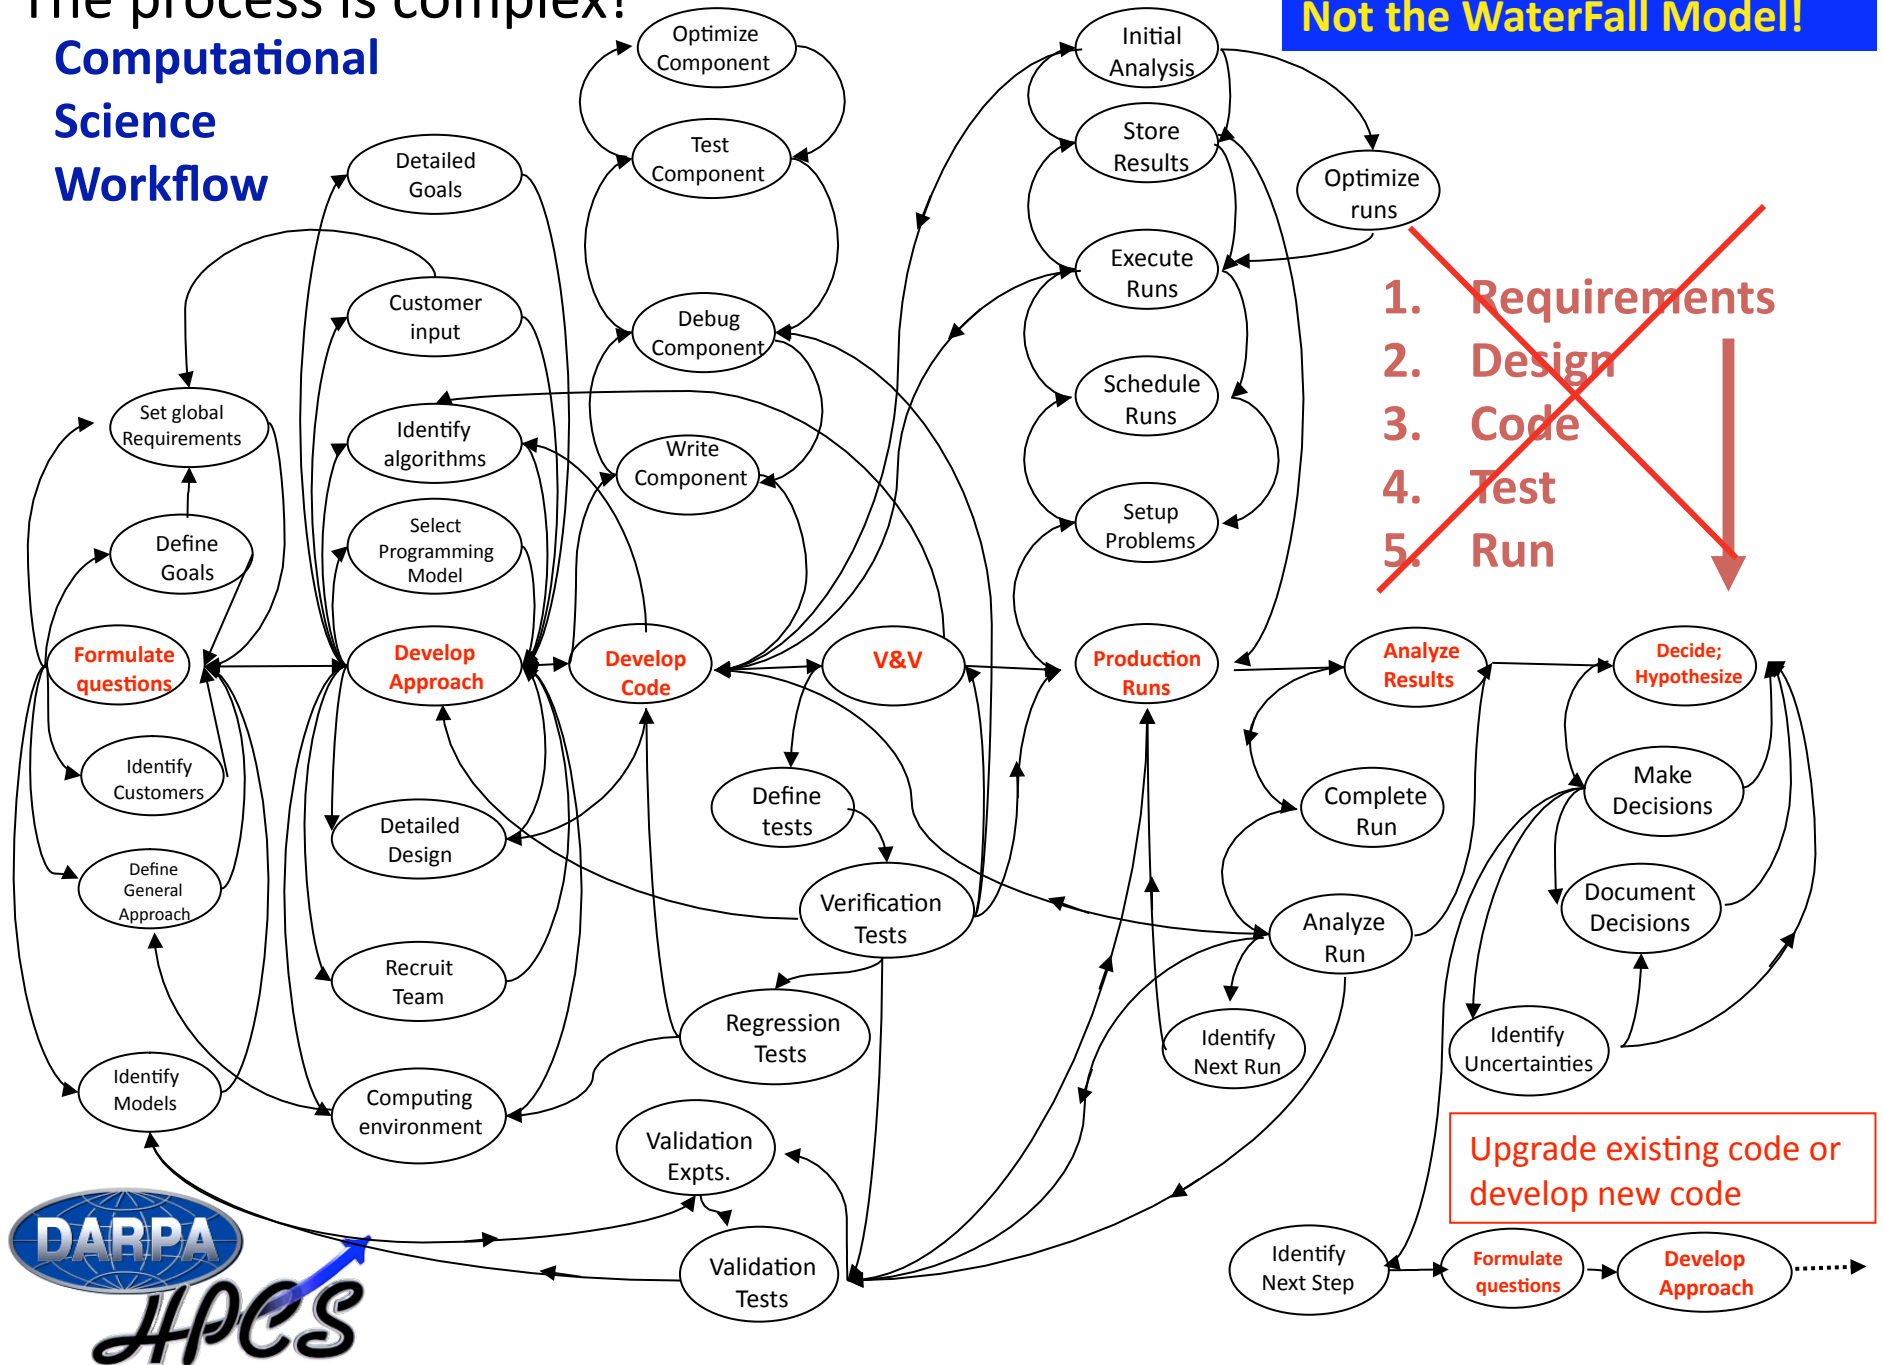 The process is complex!
Not the WaterFall Model!
Computational
Science
Workflow
Optimize
Component
Test
Component
Debug
Component
Write
Component
Initial
Analysis
Store
Results
Optimize
runs
Execute
Runs
Schedule
Runs
Setup
Problems
Detailed
Goals
Customer
input
Identify
algorithms
Select
Programming
Model
Set global
Requirements
Define
Goals
1. Requirements
2. Design
3. Code
4. Test
5. Run
Formulate
questions
Develop
Approach
Develop
Code
V&V
Production
Runs
Analyze
Results
Decide;
Hypothesize
Identify
Customers
Define
General
Approach
Identify
Models
Detailed
Design
Recruit
Team
Computing
environment
Define
tests
Verification
Tests
Regression
Tests
Validation
Expts.
Validation
Tests
Complete
Run
Analyze
Run
Identify
Next Run
Make
Decisions
Document
Decisions
Identify
Uncertainties
Upgrade existing code or
develop new code
Identify
Next Step
Formulate
questions
Develop
Approach
DARPA
HPCS